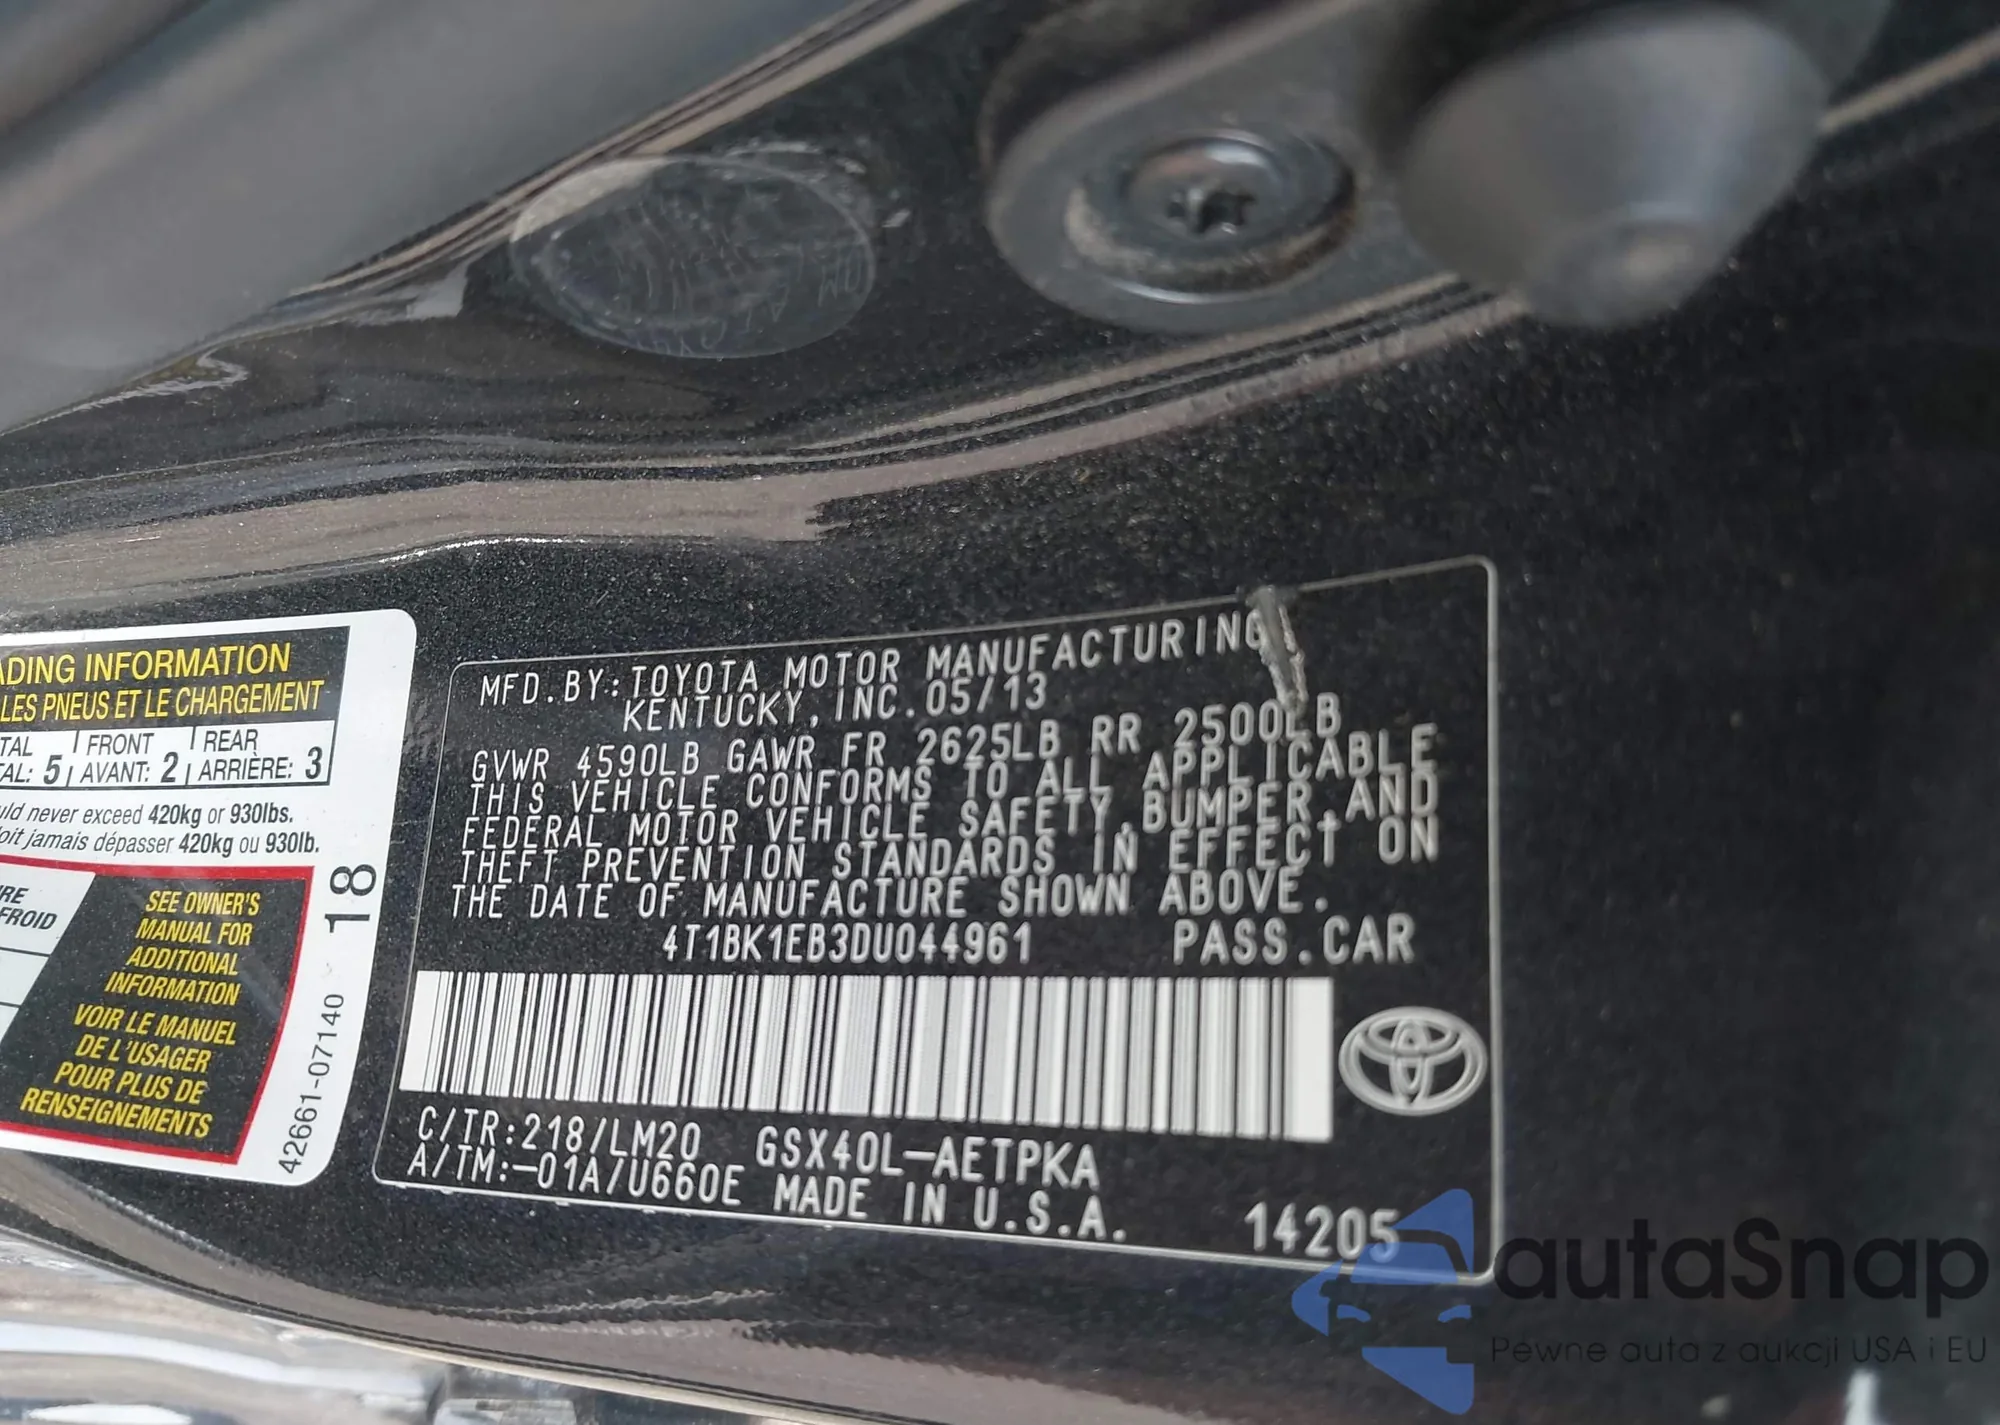 ADING INFORMATION
LES PNEUS ET LE CHARGEMENT
TAL FRONT REAR
AL: 5 AVANT: 2 ARRIÈRE: 3
uld never exceed 420kg or 930lbs.
oit jamais dépasser 420kg ou 930lb.
RE
FROID
SEE OWNER'S
MANUAL FOR
ADDITIONAL
INFORMATION
VOIR LE MANUEL
DE L'USAGER
POUR PLUS DE
RENSEIGNEMENTS
18
42661-07140
MFD.BY:TOYOTA MOTOR MANUFACTURING
KENTUCKY, INC.05/13
GVWR 4590LB GAWR FR 2625LB RR 2500LB
THIS VEHICLE CONFORMS TO ALL APPLICABLE
FEDERAL MOTOR VEHICLE SAFETY,BUMPER,AND
THEFT PREVENTION STANDARDS IN EFFECT ON
THE DATE OF MANUFACTURE SHOWN ABOVE.
4T1BK1EB3DU044961 PASS.CAR
C/TR:218/LM20 GSX40L-AETPKA
A/TM:-01A/U660E MADE IN U.S.A. 14205
autaSnap
Pewne auta z aukcji USA i EU